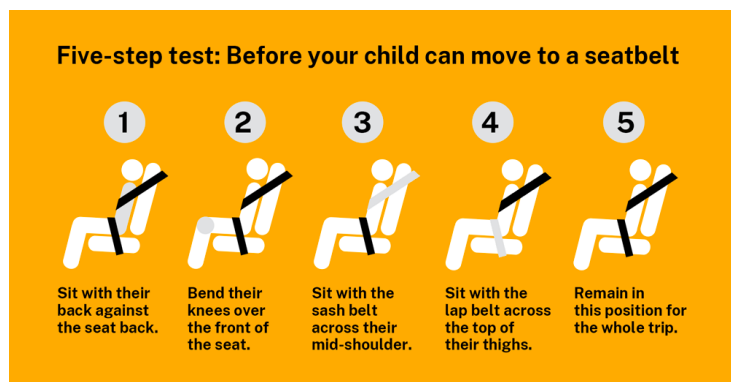 Five-step test: Before your child can move to a seatbelt
1
2
3
4
5
Sit with their
back against
the seat back.
Bend their
knees over
the front of
the seat.
Sit with the
sash belt
across their
mid-shoulder.
Sit with the
lap belt across
the top of
their thighs.
Remain in
this position for
the whole trip.